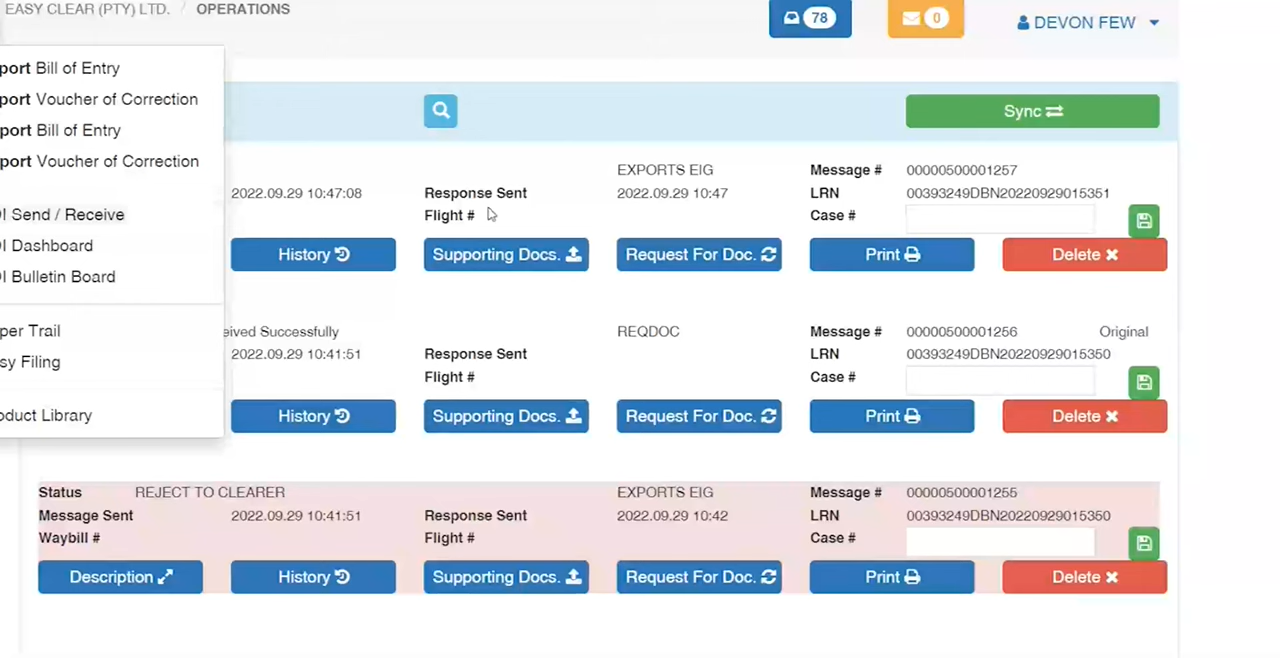 EASY CLEAR (PTY) LTD. / OPERATIONS
78
0
DEVON FEW
port Bill of Entry
port Voucher of Correction
port Bill of Entry
port Voucher of Correction
I Send / Receive
I Dashboard
I Bulletin Board
per Trail
sy Filing
oduct Library
Sync
EXPORTS EIG Message # 00000500001257
2022.09.29 10:47:08 Response Sent 2022.09.29 10:47 LRN 00393249DBN20220929015351
Flight # Case #
History Supporting Docs. Request For Doc. Print Delete
eived Successfully REQDOC Message # 00000500001256 Original
2022.09.29 10:41:51 Response Sent LRN 00393249DBN20220929015350
Flight # Case #
History Supporting Docs. Request For Doc. Print Delete
Status REJECT TO CLEARER EXPORTS EIG Message # 00000500001255
Message Sent 2022.09.29 10:41:51 Response Sent 2022.09.29 10:42 LRN 00393249DBN20220929015350
Waybill # Flight # Case #
Description History Supporting Docs. Request For Doc. Print Delete